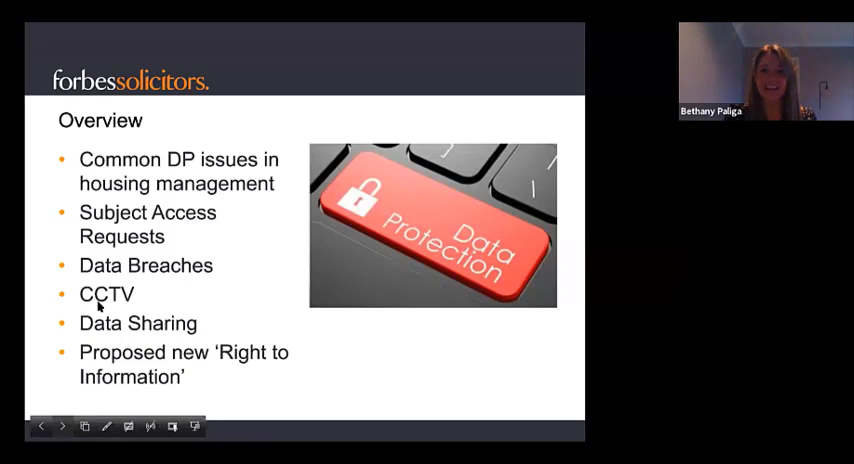 forbessolicitors.
Overview
• Common DP issues in
housing management
• Subject Access
Requests
• Data Breaches
• CCTV
• Data Sharing
• Proposed new ‘Right to
Information’
Data
Protection
Bethany Paliga